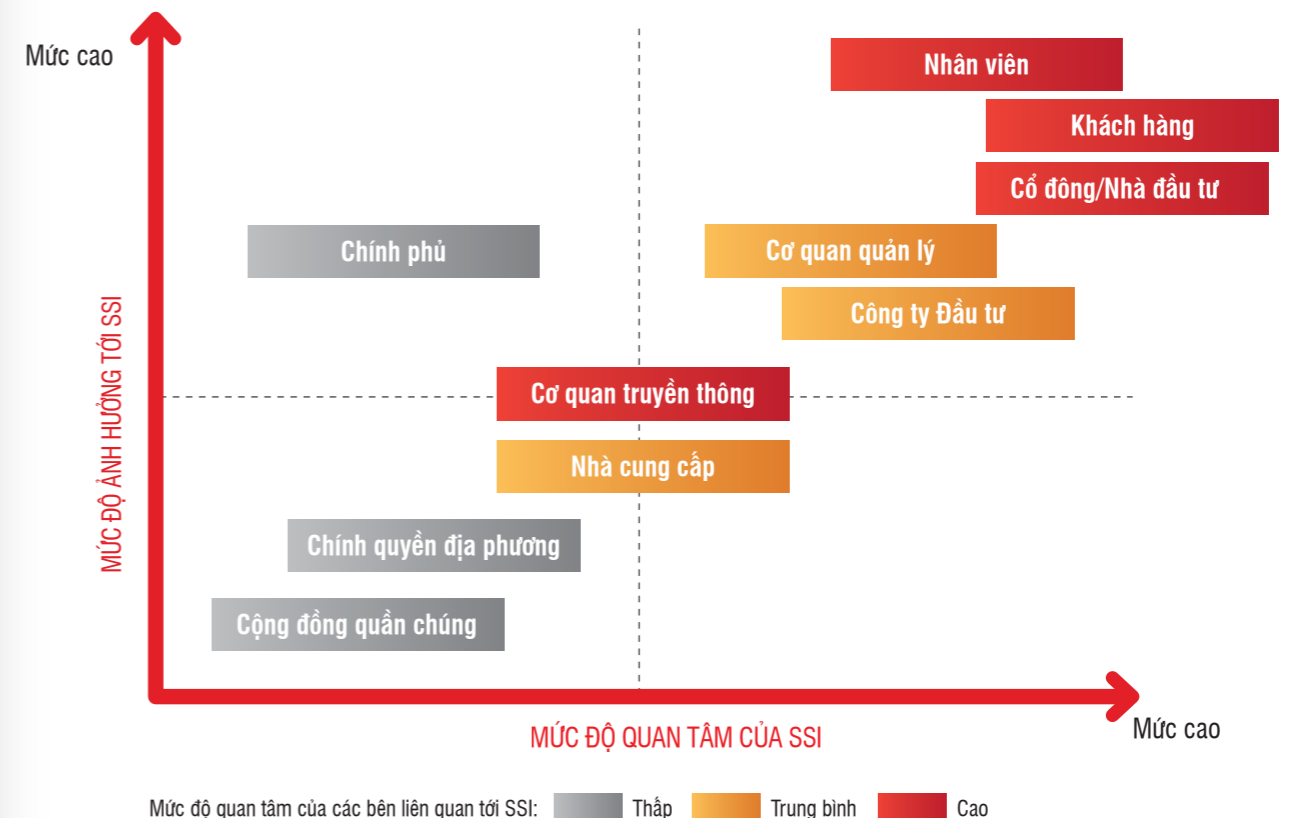 Mức cao
Nhân viên
Khách hàng
Cổ đông/Nhà đầu tư
Chính phủ
Cơ quan quản lý
Công ty Đầu tư
MỨC ĐỘ ẢNH HƯỞNG TỚI SSI
Cơ quan truyền thông
Nhà cung cấp
Chính quyền địa phương
Cộng đồng quần chúng
MỨC ĐỘ QUAN TÂM CỦA SSI
Mức cao
Mức độ quan tâm của các bên liên quan tới SSI: Thấp Trung bình Cao